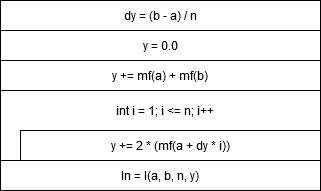 dy = (b - a) / n
y = 0.0
y += mf(a) + mf(b)
int i = 1; i <= n; i++
y += 2 * (mf(a + dy * i))
In = I(a, b, n, y)